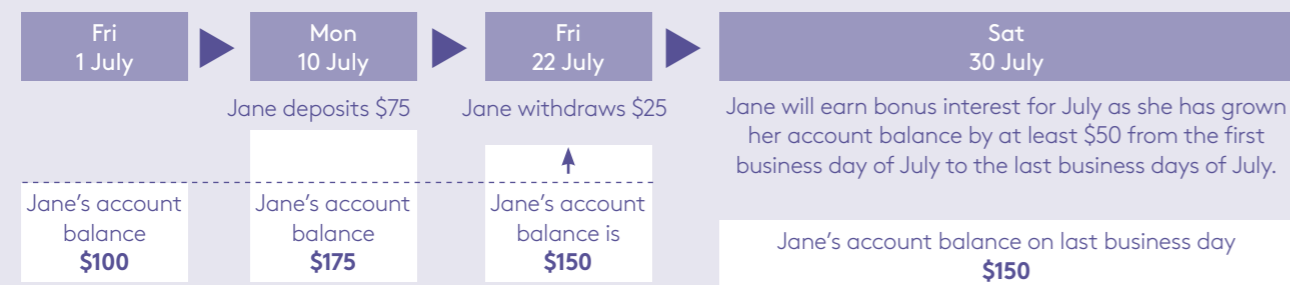 Fri
1 July
Mon
10 July
Fri
22 July
Sat
30 July
Jane deposits $75
Jane withdraws $25
Jane will earn bonus interest for July as she has grown
her account balance by at least $50 from the first
business day of July to the last business days of July.
Jane's account
balance
$100
Jane's account
balance
$175
Jane's account
balance is
$150
Jane's account balance on last business day
$150